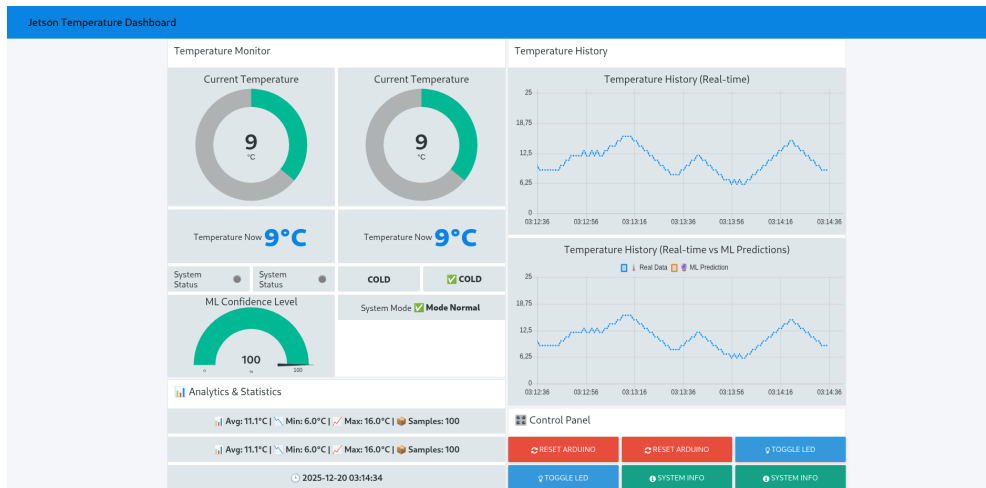 Jetson Temperature Dashboard
Temperature Monitor
Current Temperature
9
°C
Current Temperature
9
°C
Temperature Now 9°C
Temperature Now 9°C
System Status
System Status
COLD
✅ COLD
ML Confidence Level
100
%
0
100
System Mode ✅ Mode Normal
📊 Analytics & Statistics
📊 Avg: 11.1°C | 📉 Min: 6.0°C | 📈 Max: 16.0°C | 📦 Samples: 100
📊 Avg: 11.1°C | 📉 Min: 6.0°C | 📈 Max: 16.0°C | 📦 Samples: 100
🕒 2025-12-20 03:14:34
Temperature History
Temperature History (Real-time)
25
18,75
12,5
6,25
0
03:12:36 03:12:56 03:13:16 03:13:36 03:13:56 03:14:16 03:14:36
Temperature History (Real-time vs ML Predictions)
🌡 Real Data 🔮 ML Prediction
25
18,75
12,5
6,25
0
03:12:36 03:12:56 03:13:16 03:13:36 03:13:56 03:14:16 03:14:36
🎛 Control Panel
RESET ARDUINO
RESET ARDUINO
TOGGLE LED
TOGGLE LED
SYSTEM INFO
SYSTEM INFO